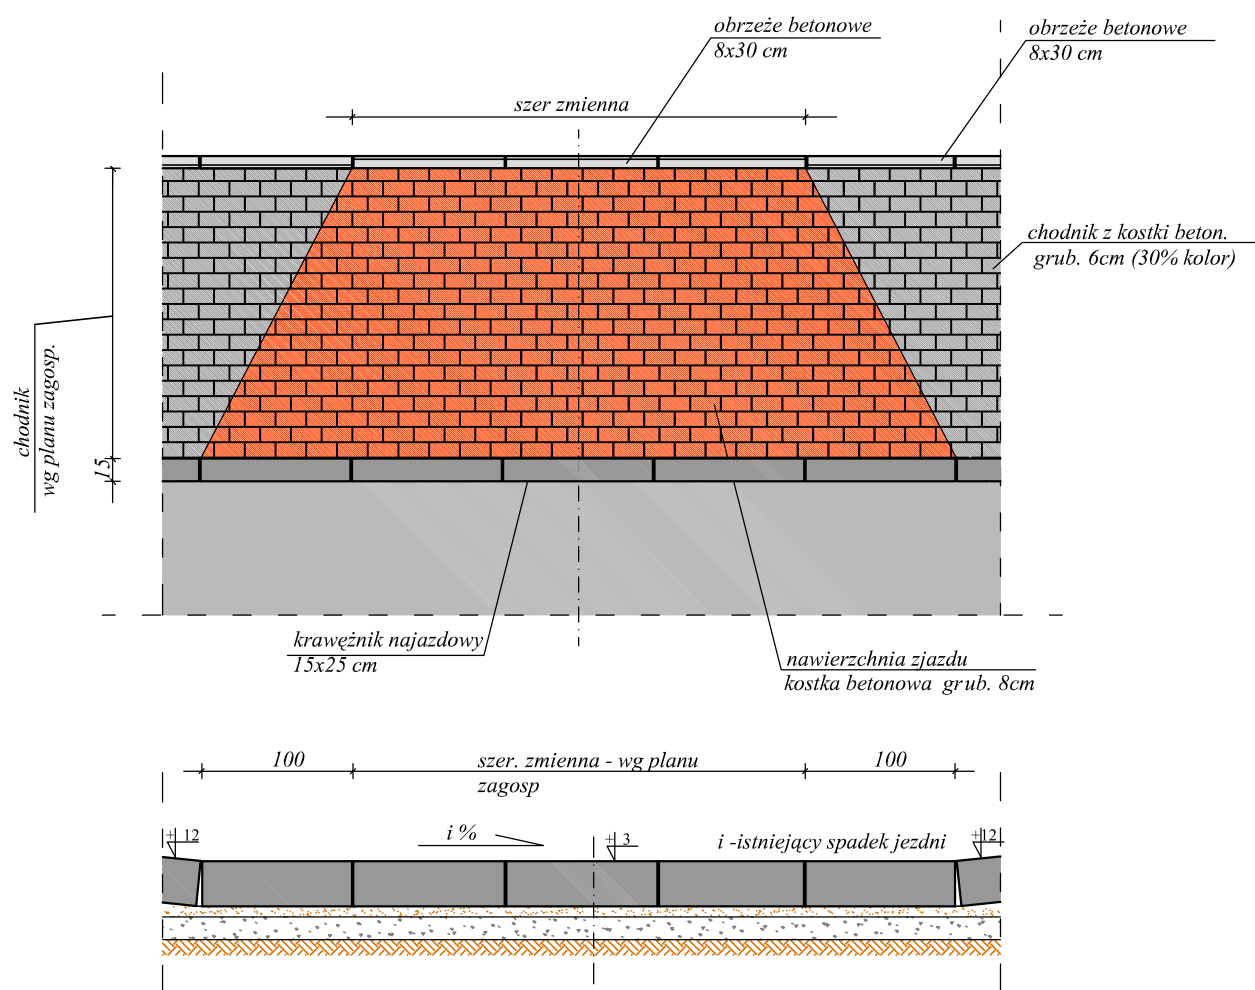 obrzeże betonowe
8x30 cm
obrzeże betonowe
8x30 cm
szer zmienna
chodnik z kostki beton.
grub. 6cm (30% kolor)
chodnik
wg planu zagosp.
15
krawężnik najazdowy
15x25 cm
nawierzchnia zjazdu
kostka betonowa grub. 8cm
100
szer. zmienna - wg planu
zagosp
100
+ 12
i %
+ 3
i -istniejący spadek jezdni
+12